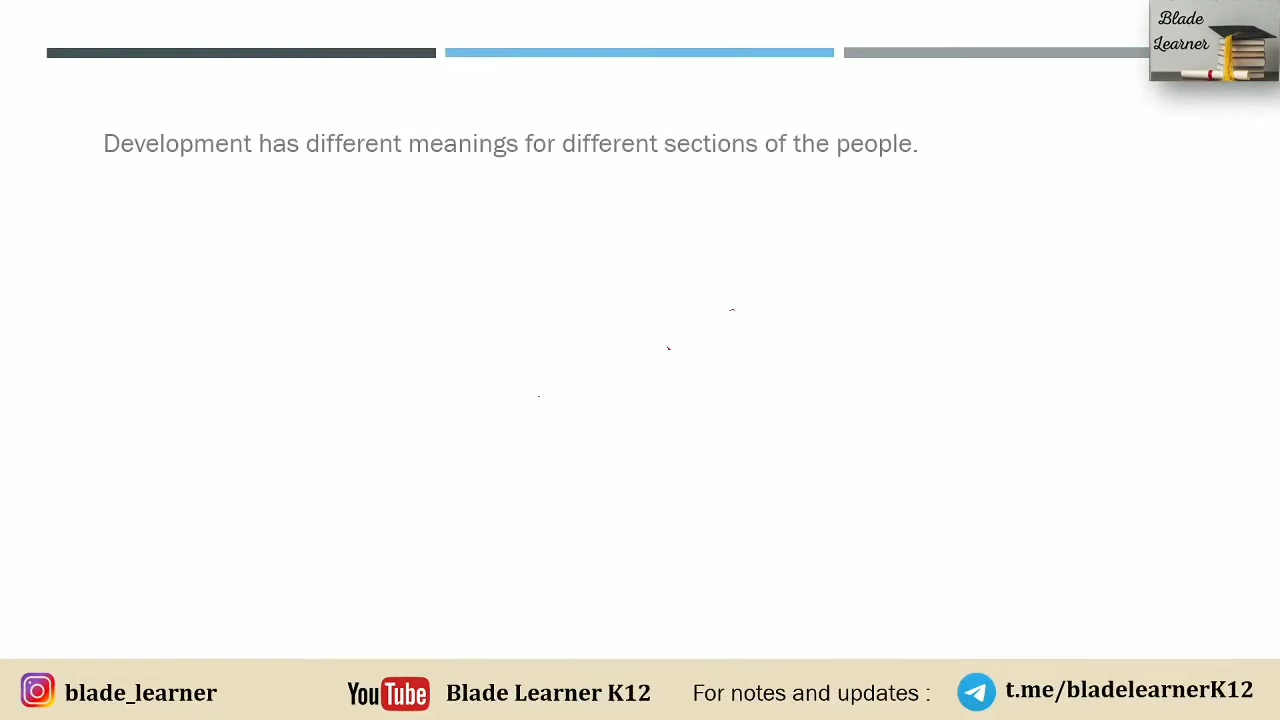 Blade
Learner
Development has different meanings for different sections of the people.
blade_learner
YouTube
Blade Learner K12
For notes and updates :
t.me/bladelearnerK12